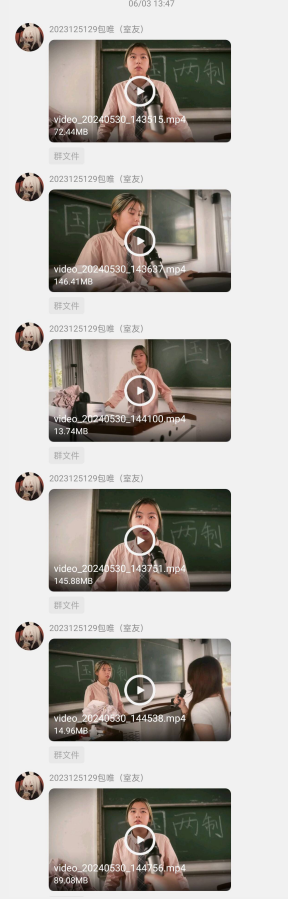 06/03 13:47
2023125129包唯（室友）
国两制
video_20240530_143515.mp4
72.44MB
群文件
2023125129包唯（室友）
一国
video_20240530_143637.mp4
146.41MB
群文件
2023125129包唯（室友）
一国
video_20240530_144100.mp4
13.74MB
群文件
2023125129包唯（室友）
两制
video_20240530_143751.mp4
145.88MB
群文件
2023125129包唯（室友）
一国
video_20240530_144538.mp4
14.96MB
群文件
2023125129包唯（室友）
两制
video_20240530_144756.mp4
89.08MB